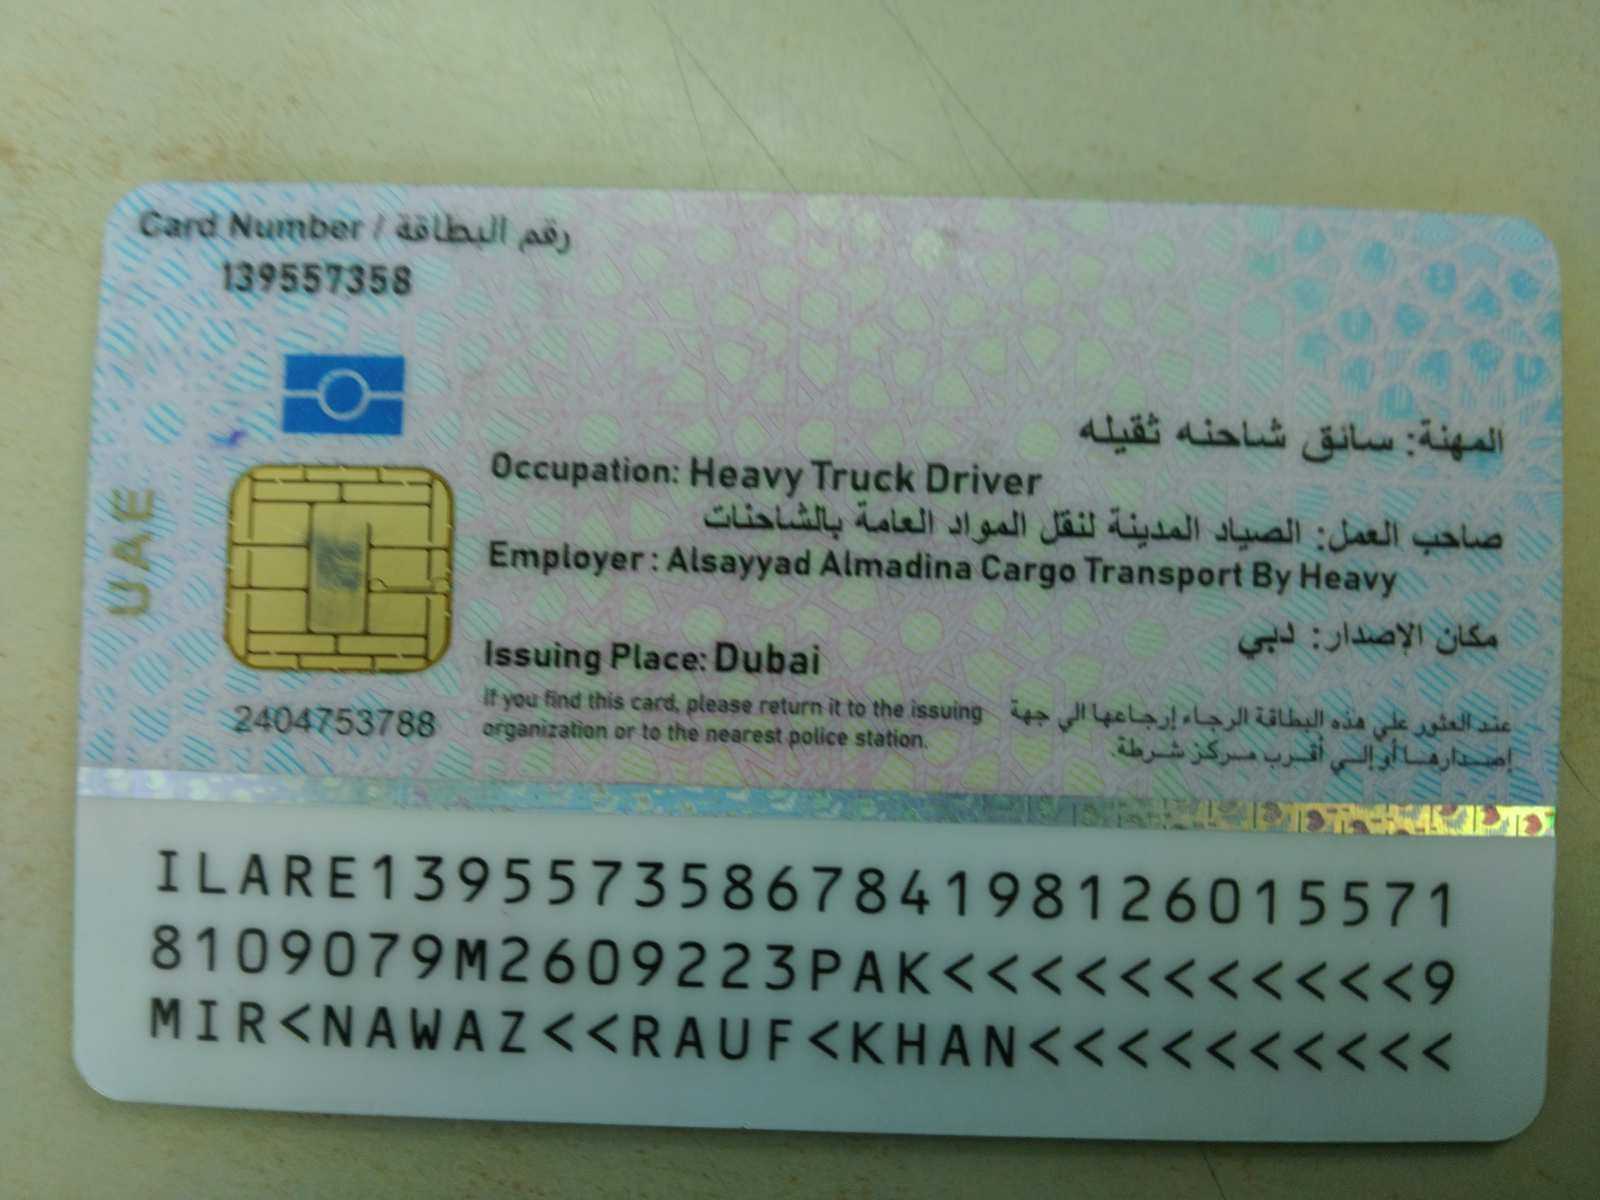 Card Number / رقم البطاقة
139557358
المهنة: سائق شاحنه ثقيله
Occupation: Heavy Truck Driver
صاحب العمل: الصياد المدينة لنقل المواد العامة بالشاحنات
Employer : Alsayyad Almadina Cargo Transport By Heavy
UAE
مكان الإصدار: دبي
Issuing Place: Dubai
If you find this card, please return it to the issuing
organization or to the nearest police station.
عند العثور علي هذه البطاقة الرجاء إرجاعها الي جهة
إصدارها أو إلي أقرب مركز شرطة.
2404753788
ILARE1395573586784198126015571
8109079M2609223PAK<<<<<<<<<<<9
MIR<NAWAZ<<RAUF<KHAN<<<<<<<<<<